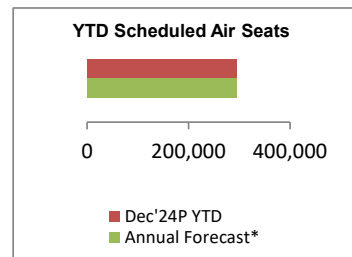 YTD Scheduled Air Seats
0 200,000 400,000
Dec'24P YTD
Annual Forecast*